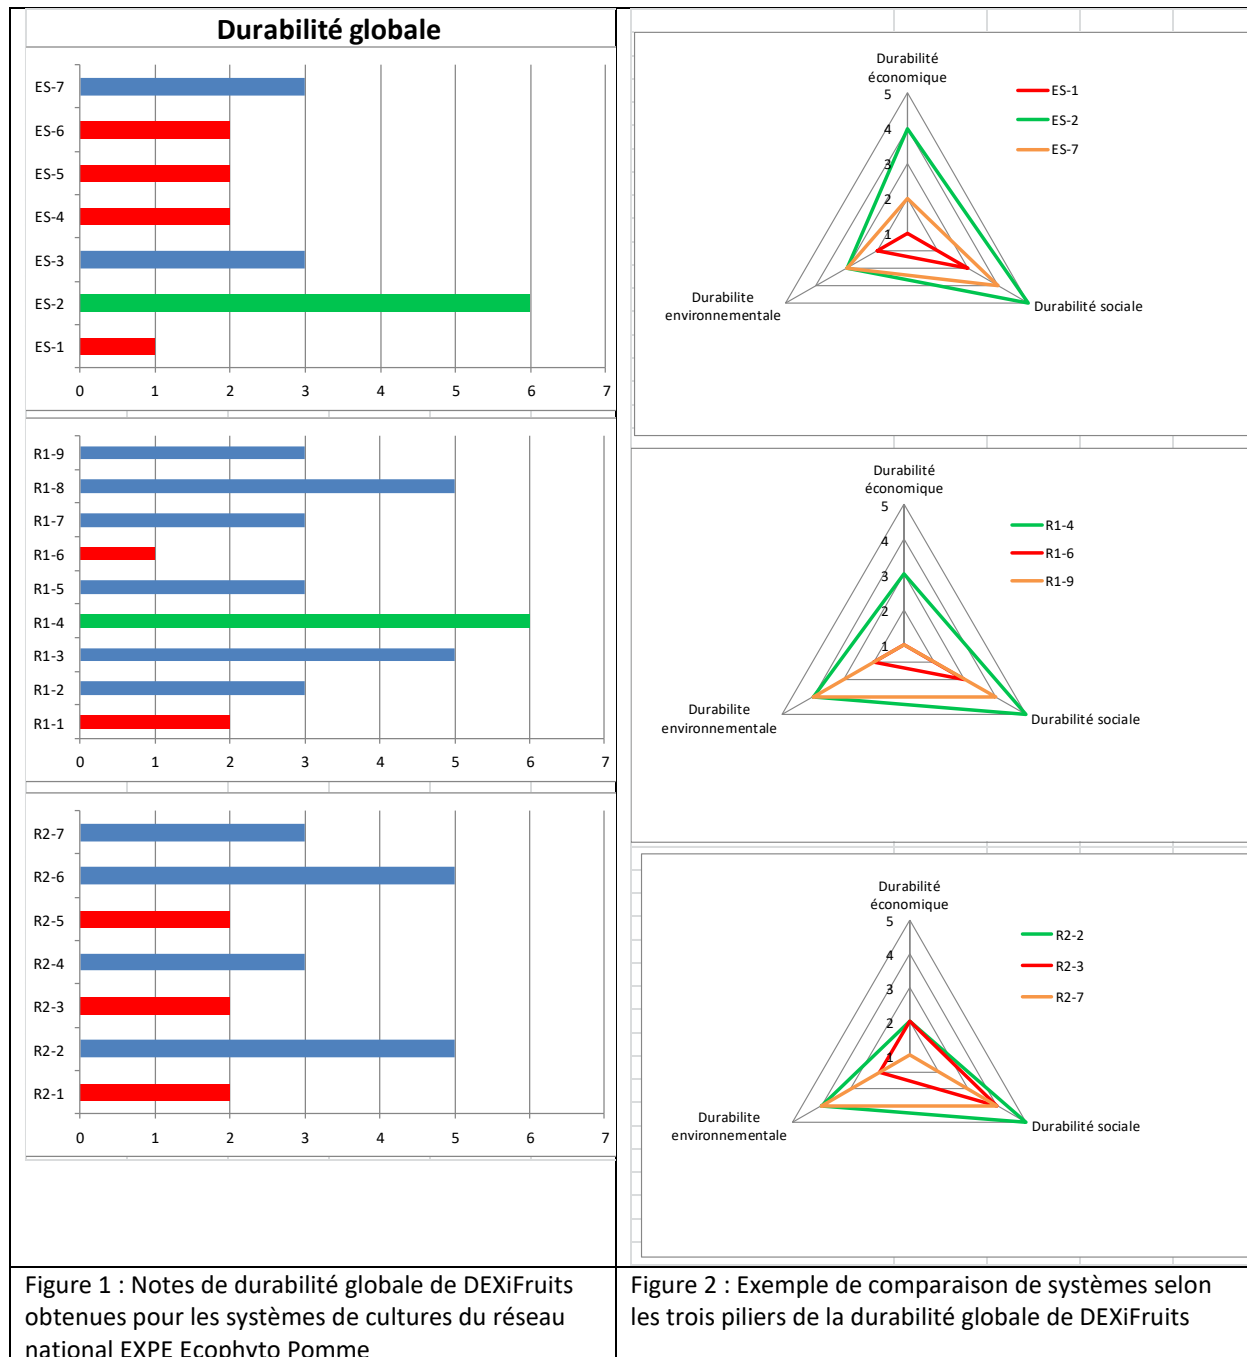 Durabilité globale
ES-7
ES-6
ES-5
ES-4
ES-3
ES-2
ES-1
0 1 2 3 4 5 6 7
R1-9
R1-8
R1-7
R1-6
R1-5
R1-4
R1-3
R1-2
R1-1
0 1 2 3 4 5 6 7
R2-7
R2-6
R2-5
R2-4
R2-3
R2-2
R2-1
0 1 2 3 4 5 6 7
Figure 1 : Notes de durabilité globale de DEXiFruits
obtenues pour les systèmes de cultures du réseau
national EXPE Ecophyto Pomme
Durabilité
économique
5
4
3
2
1
Durabilite
environnementale
Durabilité sociale
ES-1
ES-2
ES-7
Durabilité
économique
5
4
3
2
1
Durabilite
environnementale
Durabilité sociale
R1-4
R1-6
R1-9
Durabilité
économique
5
4
3
2
1
Durabilite
environnementale
Durabilité sociale
R2-2
R2-3
R2-7
Figure 2 : Exemple de comparaison de systèmes selon
les trois piliers de la durabilité globale de DEXiFruits